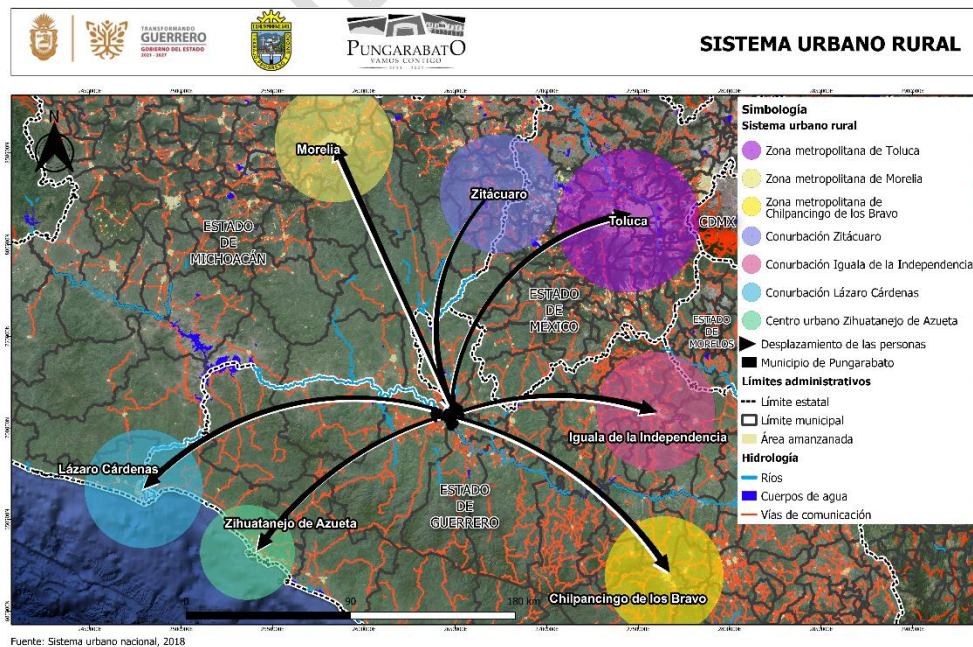 TRANSFORMANDO
GUERRERO
GOBIERNO DEL ESTADO
2021 - 2027
PUNGARABATO
VAMOS CONTIGO
SISTEMA URBANO RURAL
N
Morelia
Zitácuaro
Toluca
CDMX
ESTADO
DE
MICHOACÁN
ESTADO
DE
MÉXICO
ESTADO
DE
MORELOS
Iguala de la Independencia
Lázaro Cárdenas
ESTADO
DE
GUERRERO
Zihuatanejo de Azueta
Chilpancingo de los Bravo
0 90 180 km
Simbología
Sistema urbano rural
Zona metropolitana de Toluca
Zona metropolitana de Morelia
Zona metropolitana de
Chilpancingo de los Bravo
Conurbación Zitácuaro
Conurbación Iguala de la Independencia
Conurbación Lázaro Cárdenas
Centro urbano Zihuatanejo de Azueta
Desplazamiento de las personas
Municipio de Pungarabato
Límites administrativos
Límite estatal
Límite municipal
Área amanzanada
Hidrología
Ríos
Cuerpos de agua
Vías de comunicación
Fuente: Sistema urbano nacional, 2018